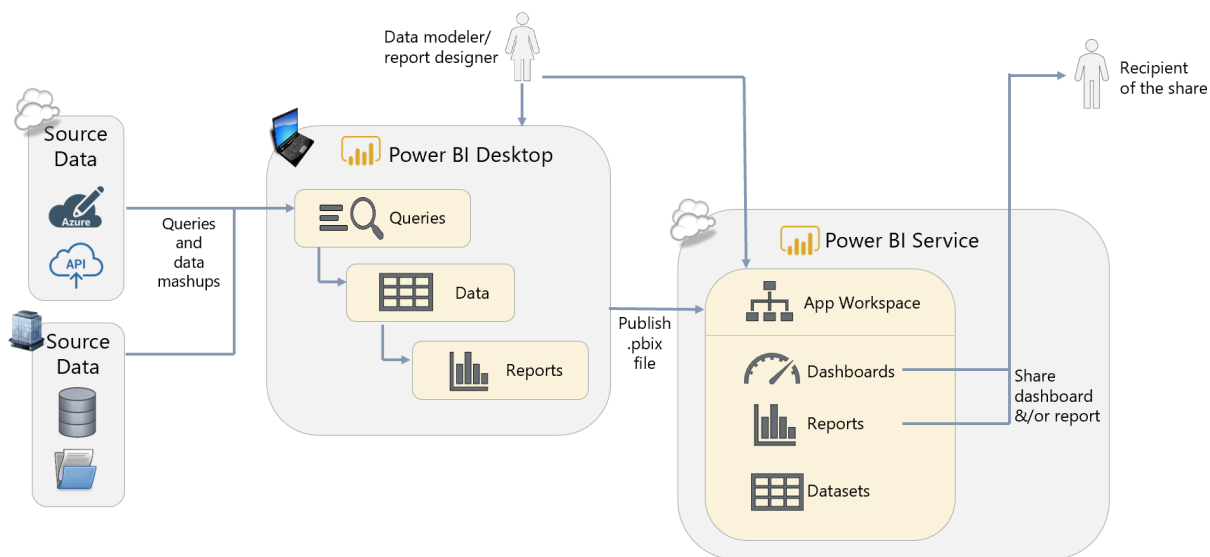 Data modeler/
report designer
Recipient
of the share
Source
Data
Azure
API
Queries
and
data
mashups
Source
Data
Power BI Desktop
Queries
Data
Reports
Publish
.pbix
file
Power BI Service
App Workspace
Dashboards
Reports
Datasets
Share
dashboard
&/or report